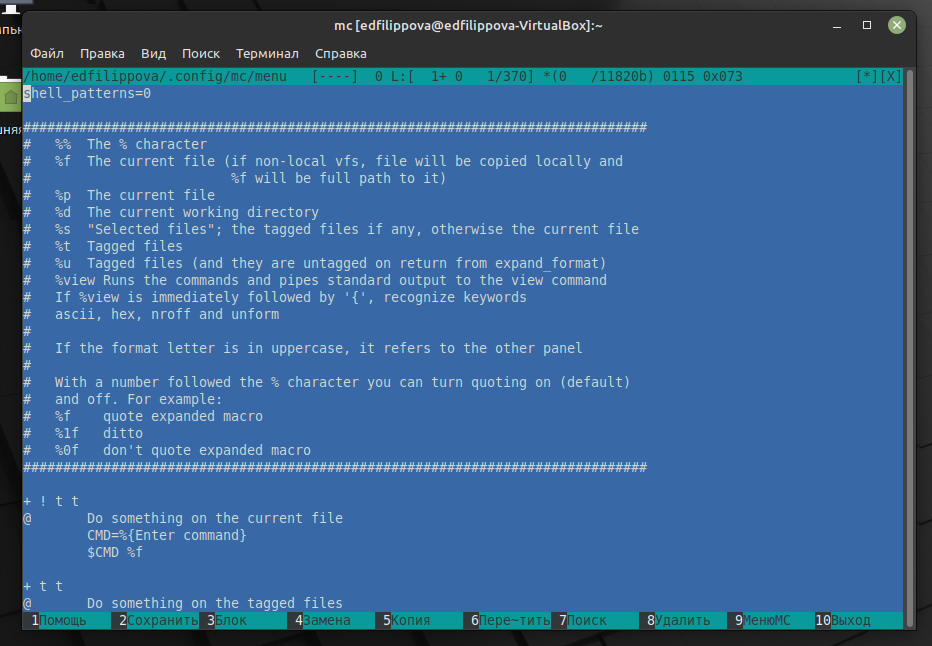 mc [edfilippova@edfilippova-VirtualBox]:~
Файл Правка Вид Поиск Терминал Справка
/home/edfilippova/.config/mc/menu [----] 0 L:[ 1+ 0 1/370] *(0 /11820b) 0115 0x073 [*][X]
shell_patterns=0
##############################################################################
# %% The % character
# %f The current file (if non-local vfs, file will be copied locally and
# %f will be full path to it)
# %p The current file
# %d The current working directory
# %s "Selected files"; the tagged files if any, otherwise the current file
# %t Tagged files
# %u Tagged files (and they are untagged on return from expand_format)
# %view Runs the commands and pipes standard output to the view command
# If %view is immediately followed by '{', recognize keywords
# ascii, hex, nroff and unform
#
# If the format letter is in uppercase, it refers to the other panel
#
# With a number followed the % character you can turn quoting on (default)
# and off. For example:
# %f quote expanded macro
# %1f ditto
# %0f don't quote expanded macro
##############################################################################
+ ! t t
@ Do something on the current file
CMD=%{Enter command}
$CMD %f
+ t t
@ Do something on the tagged files
1Помощь 2Сохранить 3Блок 4Замена 5Копия 6Пере~тить 7Поиск 8Удалить 9МенюMC 10Выход